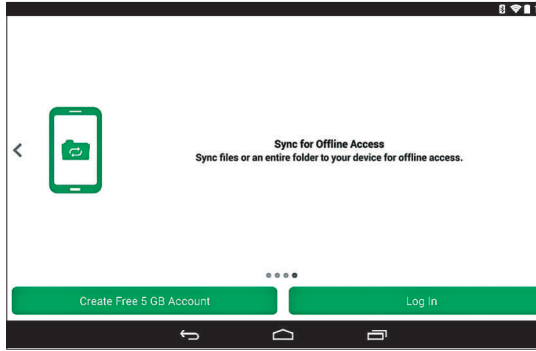 Sync for Offline Access
Sync files or an entire folder to your device for offline access.
Create Free 5 GB Account
Log In